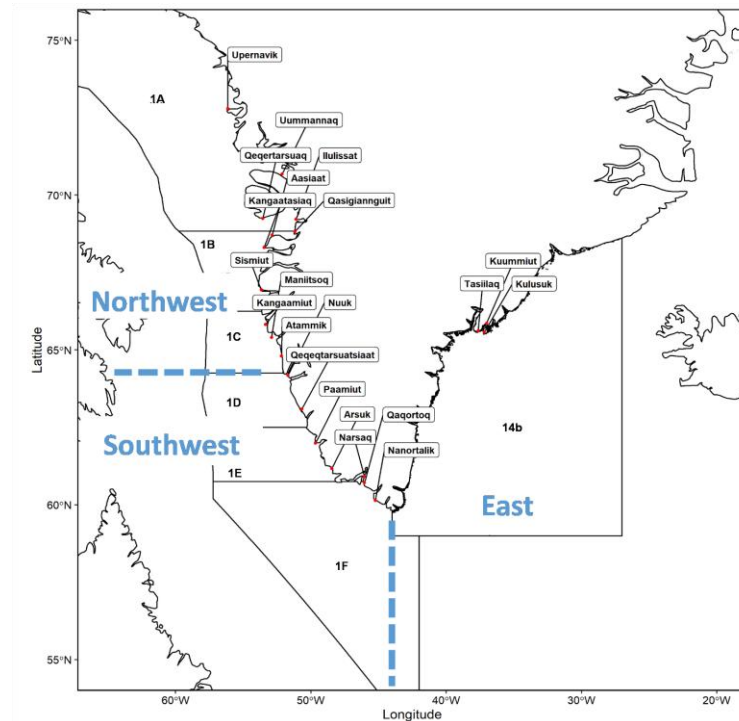 75°N
70°N
65°N
60°N
55°N
Latitude
60°W
50°W
40°W
30°W
20°W
Longitude
Upernavik
1A
Uummannaq
Qeqertarsuaq
Ilulissat
Aasiaat
Kangaatasiaq
Qasigiannguit
1B
Sismiut
Maniitsoq
Northwest
Kangaamiut
Nuuk
1C
Atammik
Qeqeqtarsuatsiaat
1D
Paamiut
Southwest
Arsuk
Qaqortoq
Narsaq
Nanortalik
1E
1F
Kuummiut
Tasiilaq
Kulusuk
14b
East